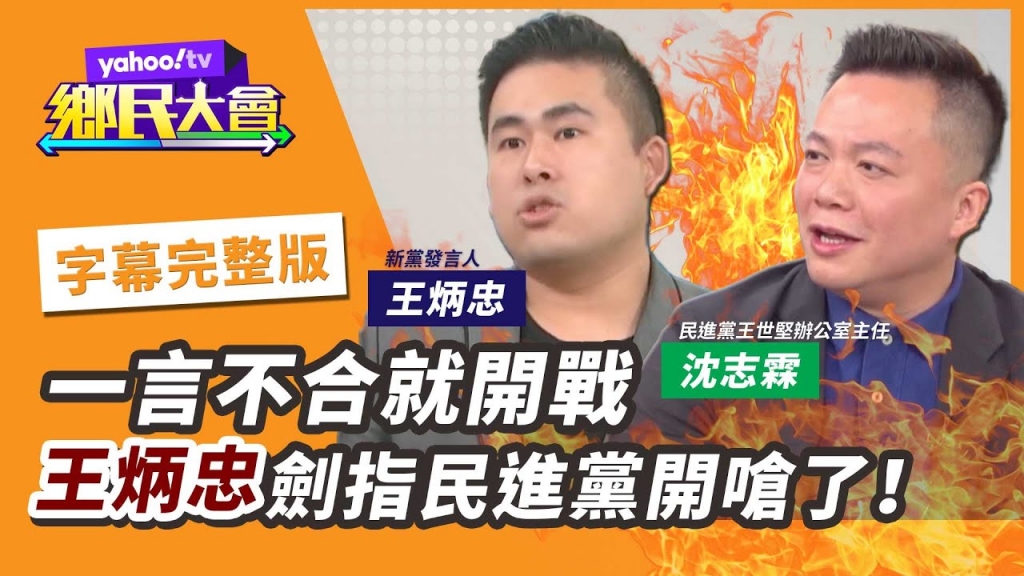 yahoo!tv
鄉民大會
字幕完整版
新黨發言人
王炳忠
民進黨王世堅辦公室主任
沈志霖
一言不合就開戰
王炳忠劍指民進黨開嗆了!